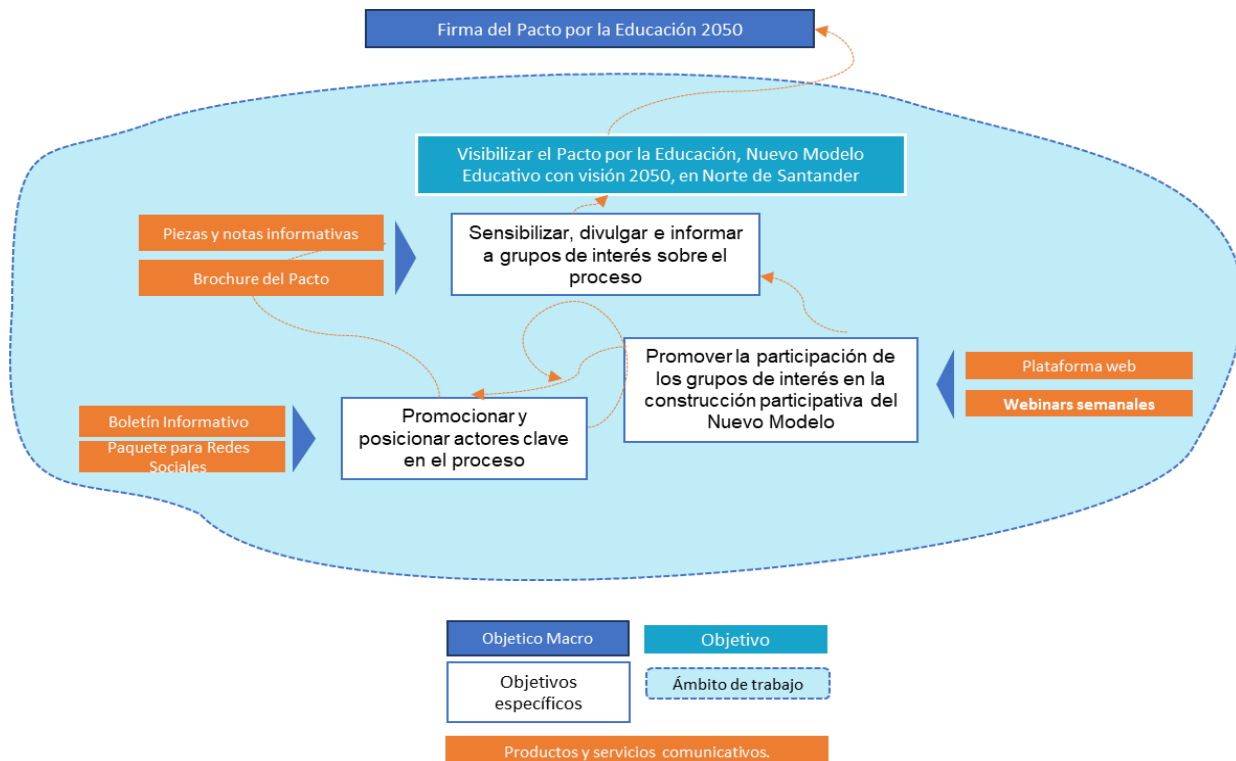 Firma del Pacto por la Educación 2050
Visibilizar el Pacto por la Educación, Nuevo Modelo
Educativo con visión 2050, en Norte de Santander
Piezas y notas informativas
Brochure del Pacto
Sensibilizar, divulgar e informar
a grupos de interés sobre el
proceso
Promover la participación de
los grupos de interés en la
construcción participativa del
Nuevo Modelo
Plataforma web
Webinars semanales
Boletín Informativo
Paquete para Redes
Sociales
Promocionar y
posicionar actores clave
en el proceso
Objetico Macro
Objetivo
Objetivos
específicos
Ámbito de trabajo
Productos y servicios comunicativos.